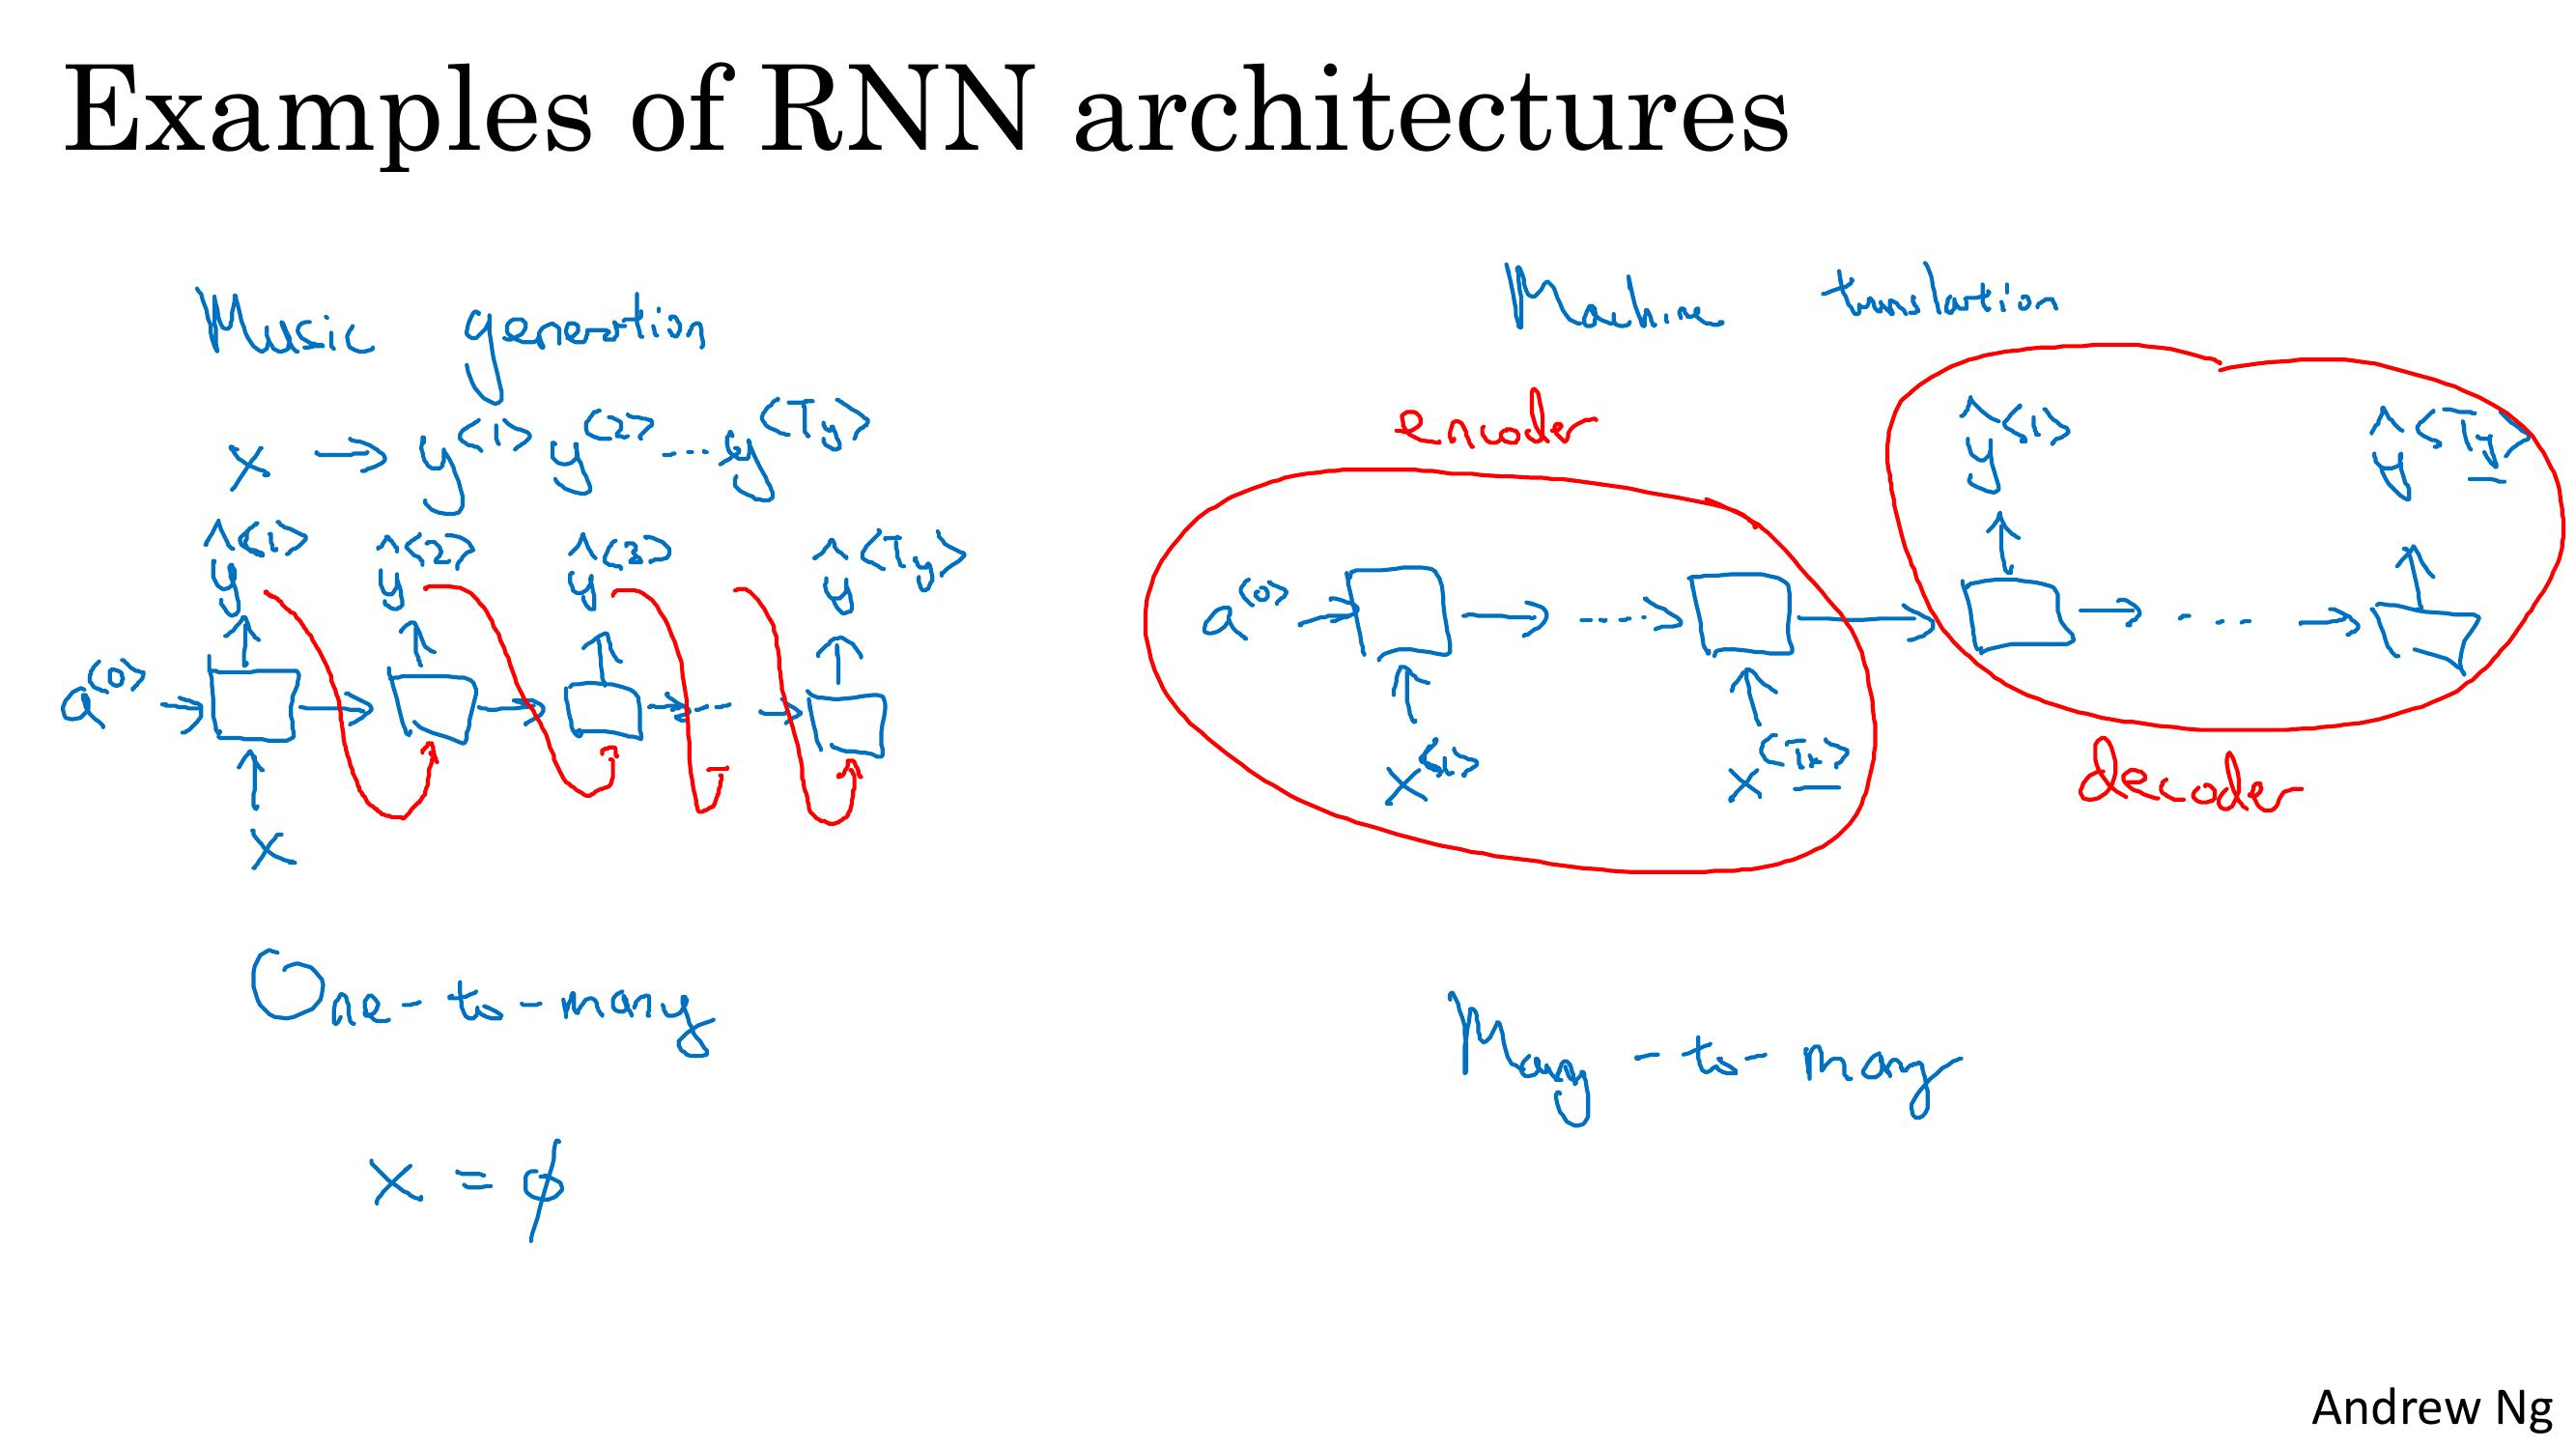 Examples of RNN architectures
Music generation
x → y<1> y<2> ... y<Ty>
ŷ<1> ŷ<2> ŷ<3> ŷ<Ty>
a<0>
x
One-to-many
x = ϕ
Machine translation
encoder
ŷ<1> ŷ<Ty>
a<0>
x<1> x<Tx>
decoder
Many-to-many
Andrew Ng